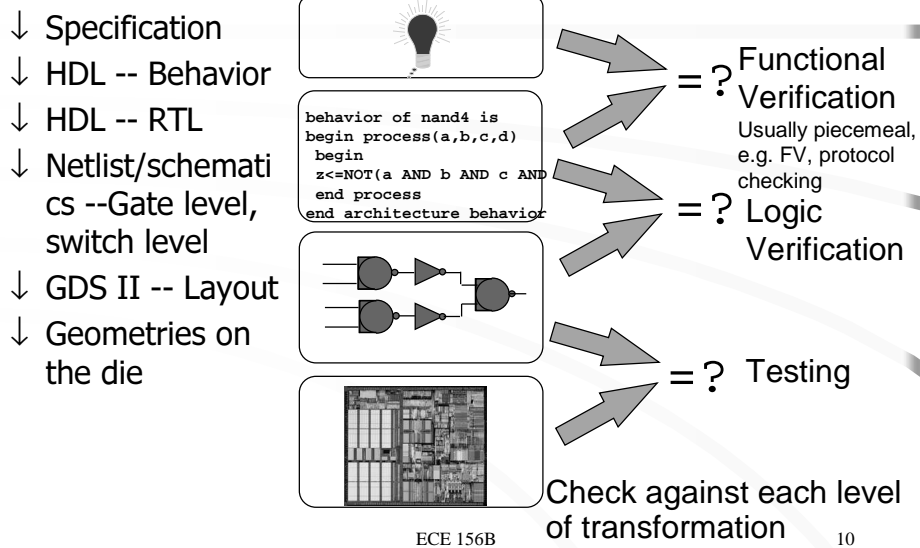 ↓ Specification
↓ HDL -- Behavior
↓ HDL -- RTL
↓ Netlist/schemati
cs --Gate level,
switch level
↓ GDS II -- Layout
↓ Geometries on
the die
behavior of nand4 is
begin process(a,b,c,d)
begin
z<=NOT(a AND b AND c AND
end process
end architecture behavior
= ? Functional
Verification
Usually piecemeal,
e.g. FV, protocol
checking
= ? Logic
Verification
= ? Testing
Check against each level
of transformation
ECE 156B
10